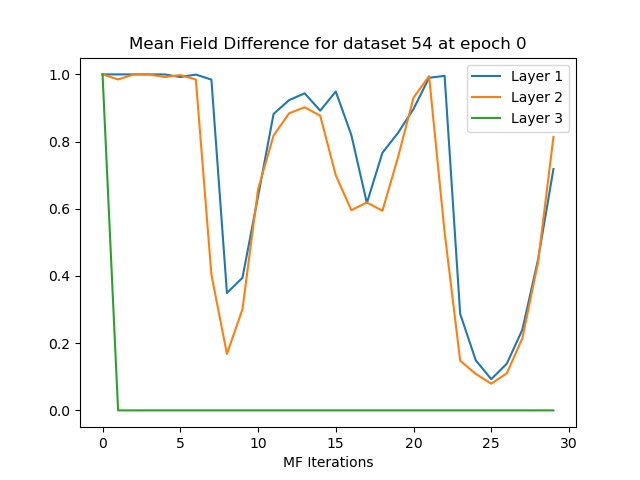 Mean Field Difference for dataset 54 at epoch 0
1.0
0.8
0.6
0.4
0.2
0.0
Layer 1
Layer 2
Layer 3
0 5 10 15 20 25 30
MF Iterations